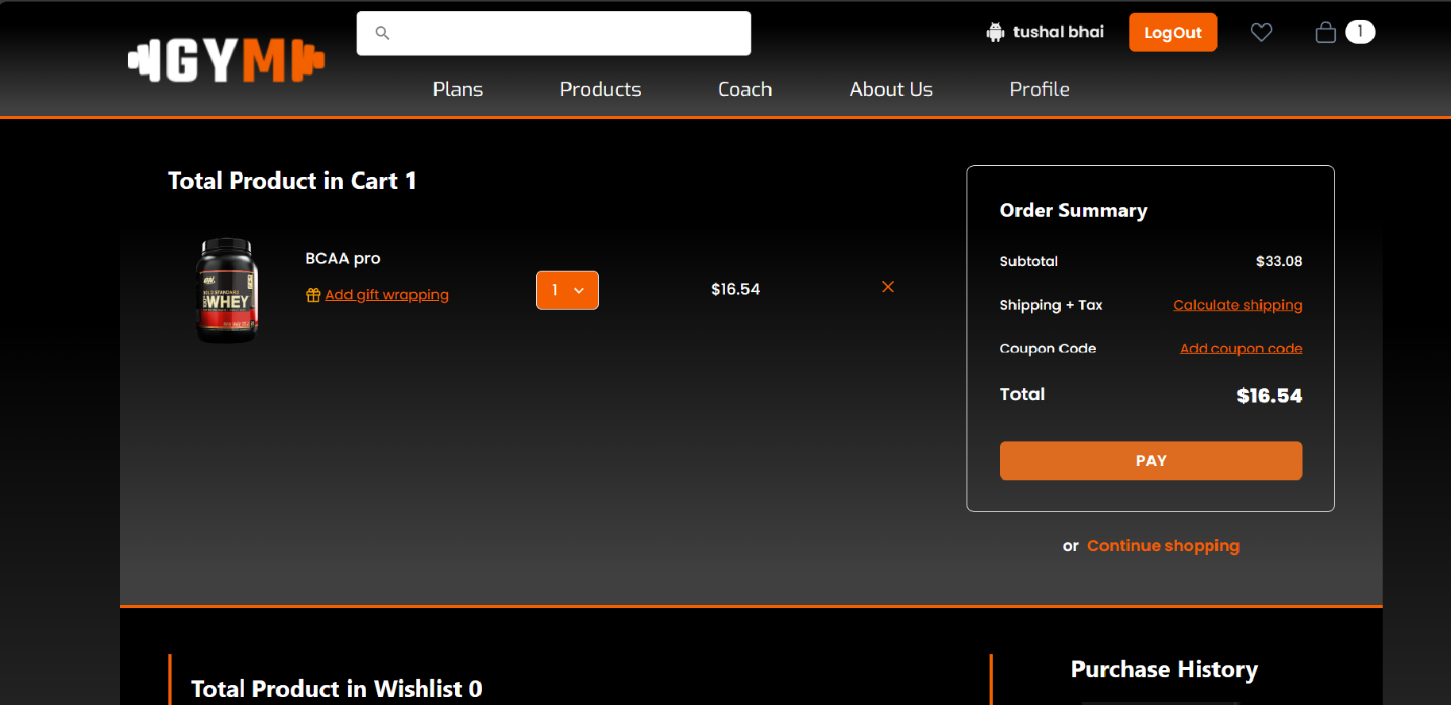 GYM
tushal bhai
LogOut
1
Plans
Products
Coach
About Us
Profile
Total Product in Cart 1
BCAA pro
Add gift wrapping
WHEY
1
$16.54
Order Summary
Subtotal $33.08
Shipping + Tax Calculate shipping
Coupon Code Add coupon code
Total $16.54
PAY
or Continue shopping
Total Product in Wishlist 0
Purchase History